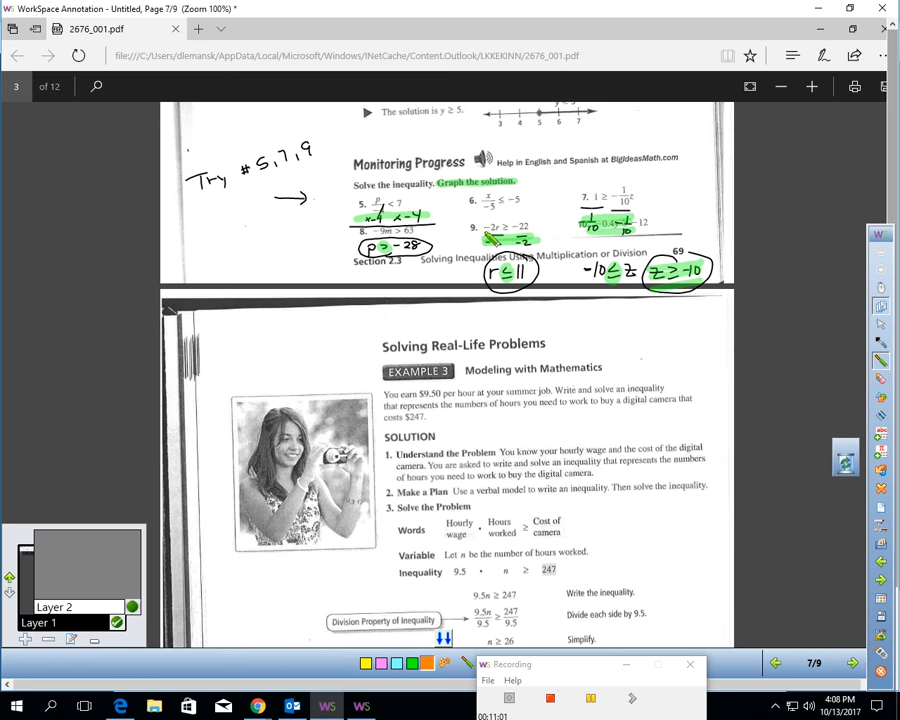 WorkSpace Annotation - Untitled, Page 7/9 (Zoom 100%) *
2676_001.pdf
file:///C:/Users/dlemansk/AppData/Local/Microsoft/Windows/INetCache/Content.Outlook/LKKEKINN/2676_001.pdf
3 of 12
The solution is y ≥ 5.
3 4 5 6 7
Try # 5, 7, 9
Monitoring Progress
Help in English and Spanish at BigIdeasMath.com
Solve the inequality. Graph the solution.
5. < 7
6. x/−5 ≤ −5
7. 1 ≥ −1/10 z
8. −9m > 63
9. −2r ≥ −22
−12
p > −28
r ≤ 11
−10 ≤ z
z ≥ −10
Section 2.3 Solving Inequalities Using Multiplication or Division 69
Solving Real-Life Problems
EXAMPLE 3 Modeling with Mathematics
You earn $9.50 per hour at your summer job. Write and solve an inequality
that represents the numbers of hours you need to work to buy a digital camera that
costs $247.
SOLUTION
1. Understand the Problem You know your hourly wage and the cost of the digital
camera. You are asked to write and solve an inequality that represents the numbers
of hours you need to work to buy the digital camera.
2. Make a Plan Use a verbal model to write an inequality. Then solve the inequality.
3. Solve the Problem
Words Hourly wage • Hours worked ≥ Cost of camera
Variable Let n be the number of hours worked.
Inequality 9.5 • n ≥ 247
9.5n ≥ 247 Write the inequality.
Division Property of Inequality 9.5n/9.5 ≥ 247/9.5 Divide each side by 9.5.
n ≥ 26 Simplify.
Layer 2
Layer 1
7/9
Recording
File Help
00:11:01
4:08 PM
10/13/2017